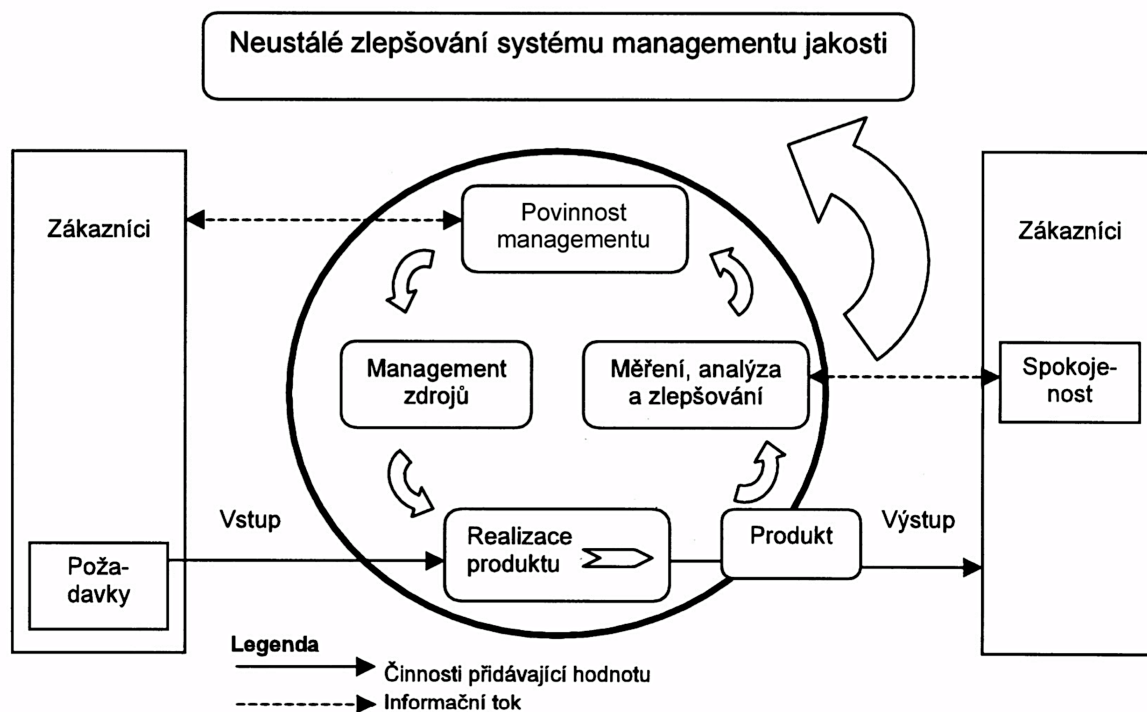 Neustálé zlepšování systému managementu jakosti
Zákazníci
Povinnost
managementu
Zákazníci
Management
zdrojů
Měření, analýza
a zlepšování
Spokoje-
nost
Vstup
Realizace
produktu
Produkt
Výstup
Poža-
davky
Legenda
Činnosti přidávající hodnotu
Informační tok